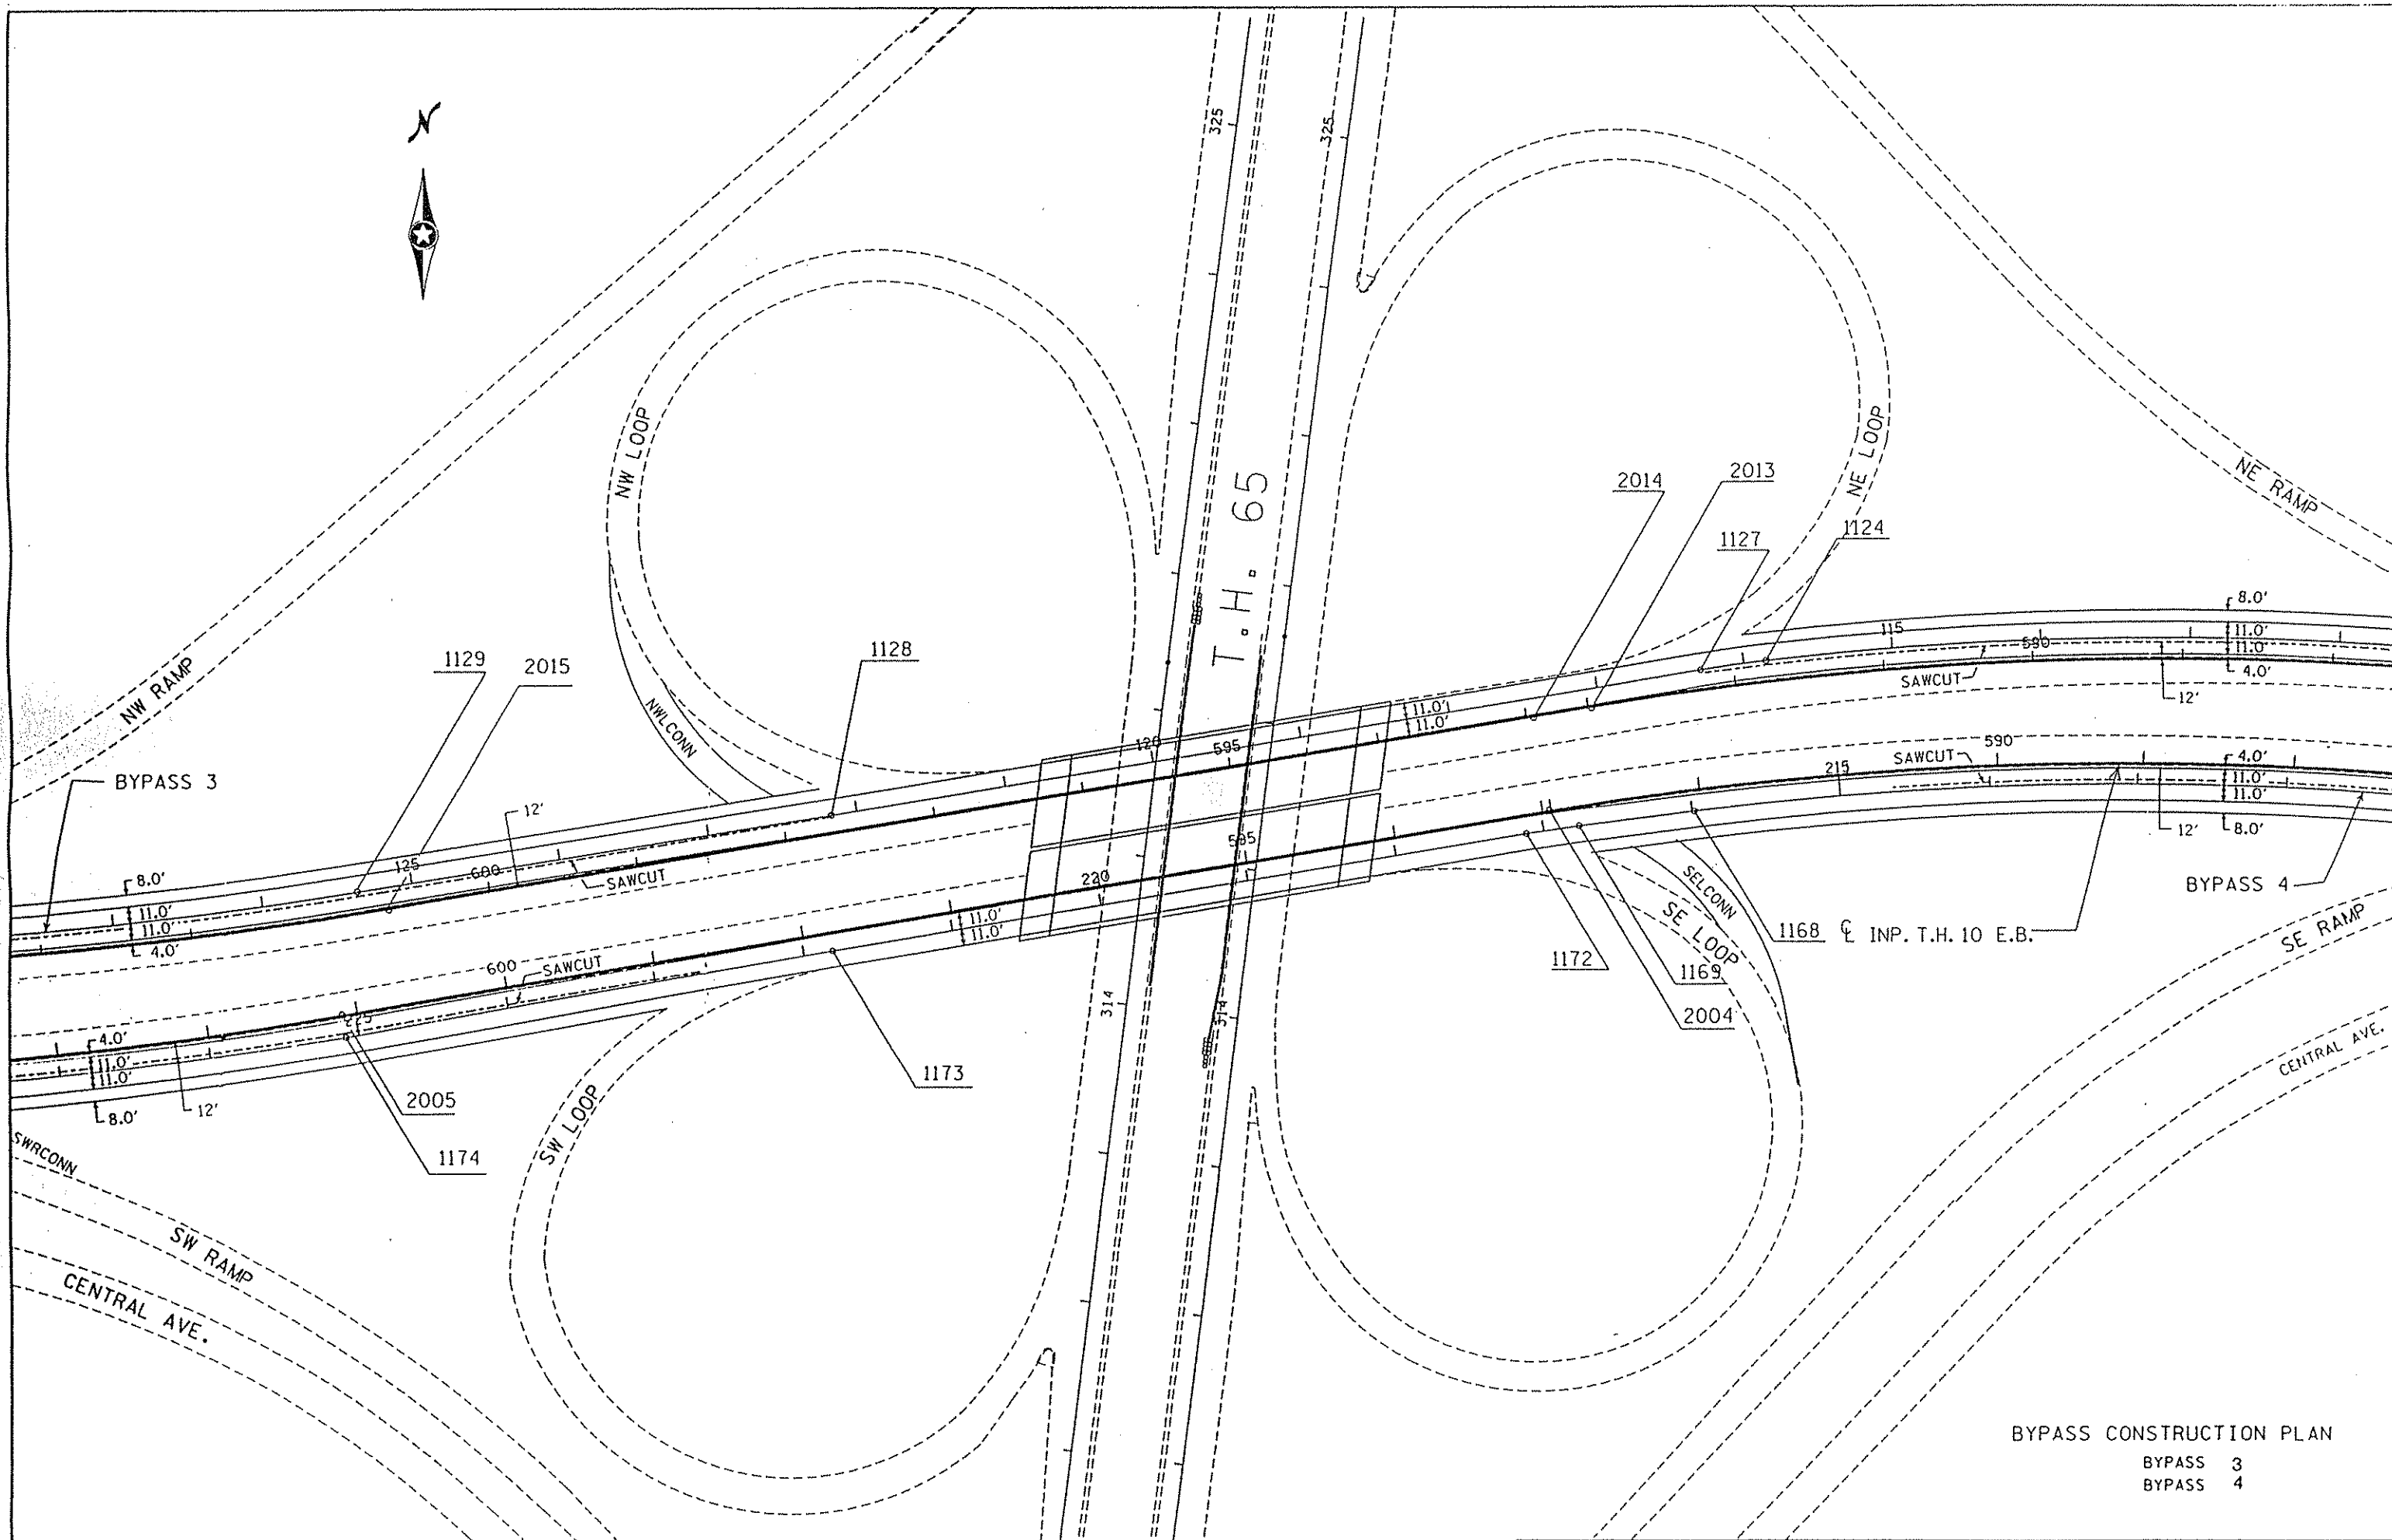 N
325
325
NW LOOP
NE LOOP
T.H. 65
2014
2013
1127
1124
NE RAMP
8.0'
115
11.0'
590
11.0'
SAWCUT
4.0'
12'
1129
2015
1128
NW RAMP
NWLCONN
11.0'
11.0'
120
595
BYPASS 3
12'
590
SAWCUT
4.0'
215
11.0'
11.0'
12'
8.0'
125
600
SAWCUT
8.0'
11.0'
11.0'
4.0'
595
220
SELCONN
BYPASS 4
SE LOOP
1168 ℄ INP. T.H. 10 E.B.
SE RAMP
11.0'
11.0'
1172
1169
2004
600
SAWCUT
314
314
225
4.0'
11.0'
11.0'
8.0'
12'
2005
1173
1174
CENTRAL AVE.
SW LOOP
SWRCONN
SW RAMP
CENTRAL AVE.
BYPASS CONSTRUCTION PLAN
BYPASS 3
BYPASS 4